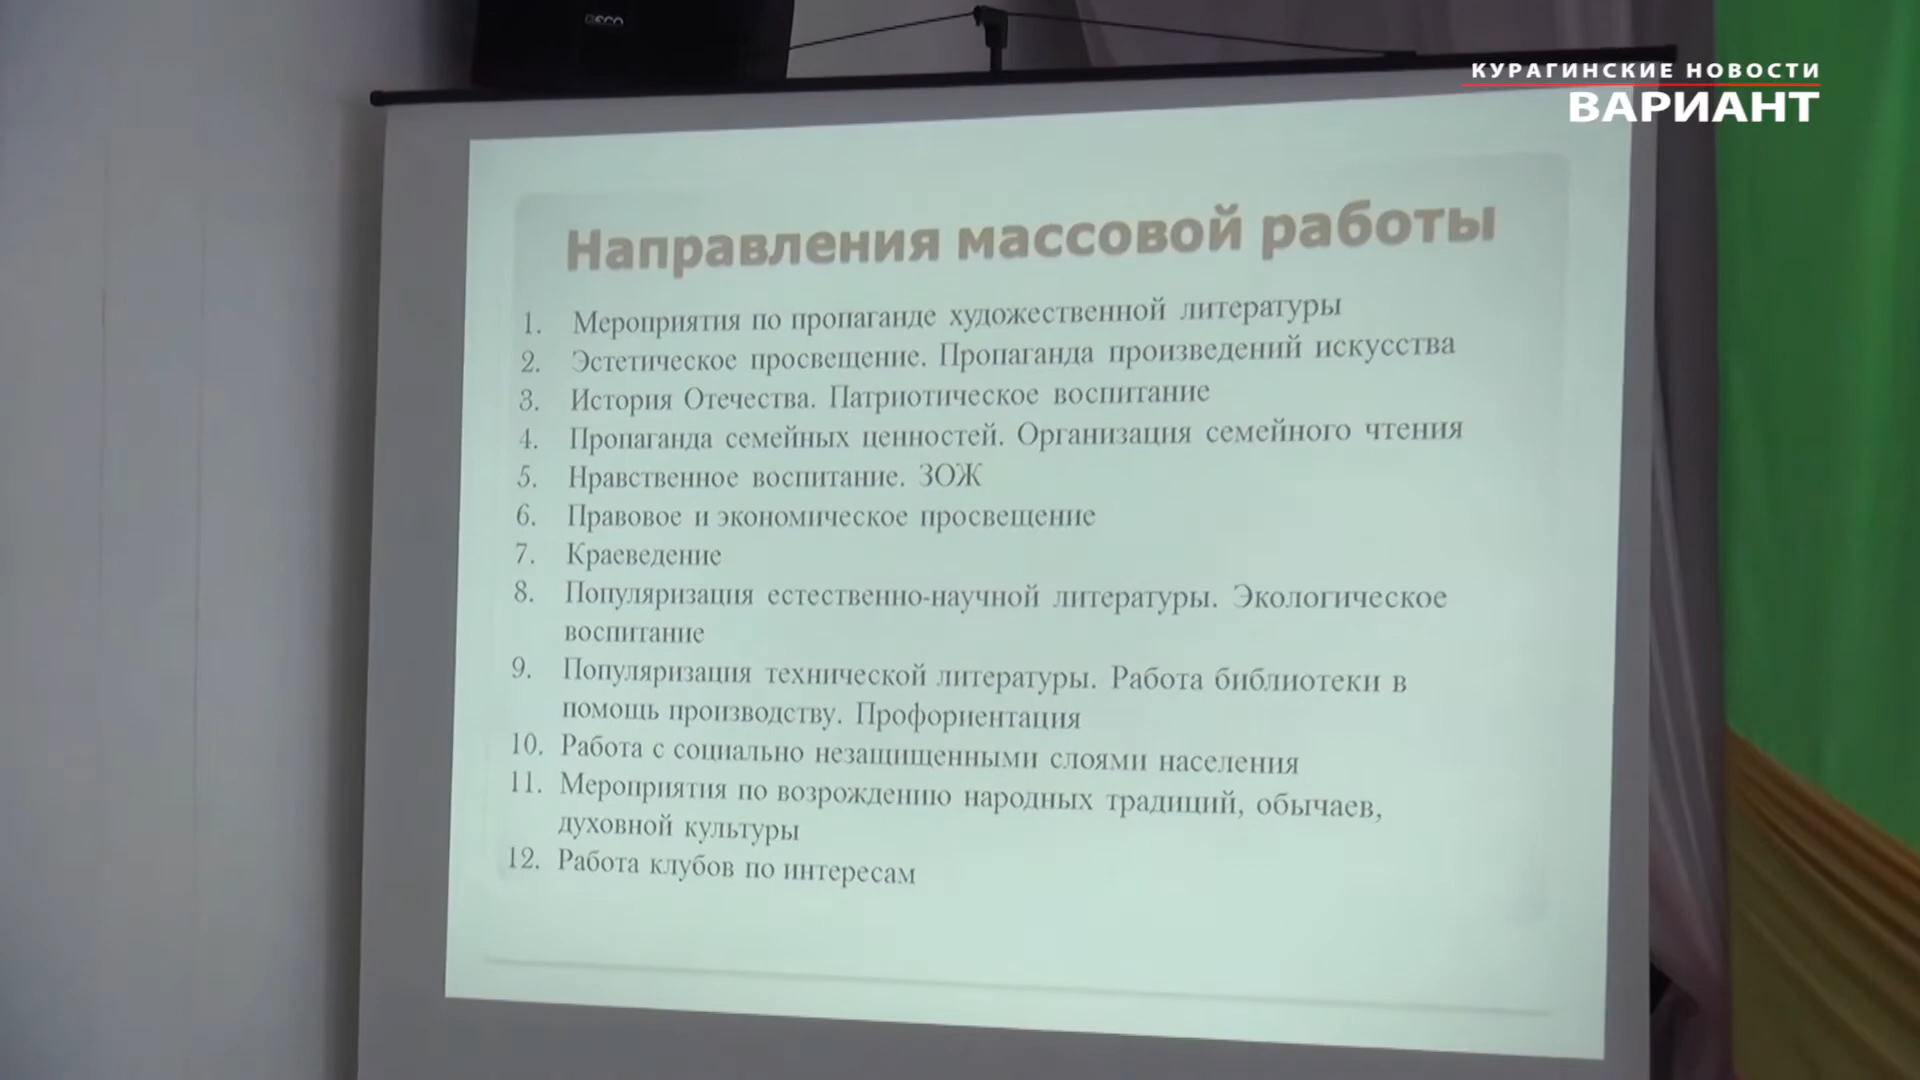 КУРАГИНСКИЕ НОВОСТИ
ВАРИАНТ
Направления массовой работы
1. Мероприятия по пропаганде художественной литературы
2. Эстетическое просвещение. Пропаганда произведений искусства
3. История Отечества. Патриотическое воспитание
4. Пропаганда семейных ценностей. Организация семейного чтения
5. Нравственное воспитание. ЗОЖ
6. Правовое и экономическое просвещение
7. Краеведение
8. Популяризация естественно-научной литературы. Экологическое
воспитание
9. Популяризация технической литературы. Работа библиотеки в
помощь производству. Профориентация
10. Работа с социально незащищенными слоями населения
11. Мероприятия по возрождению народных традиций, обычаев,
духовной культуры
12. Работа клубов по интересам